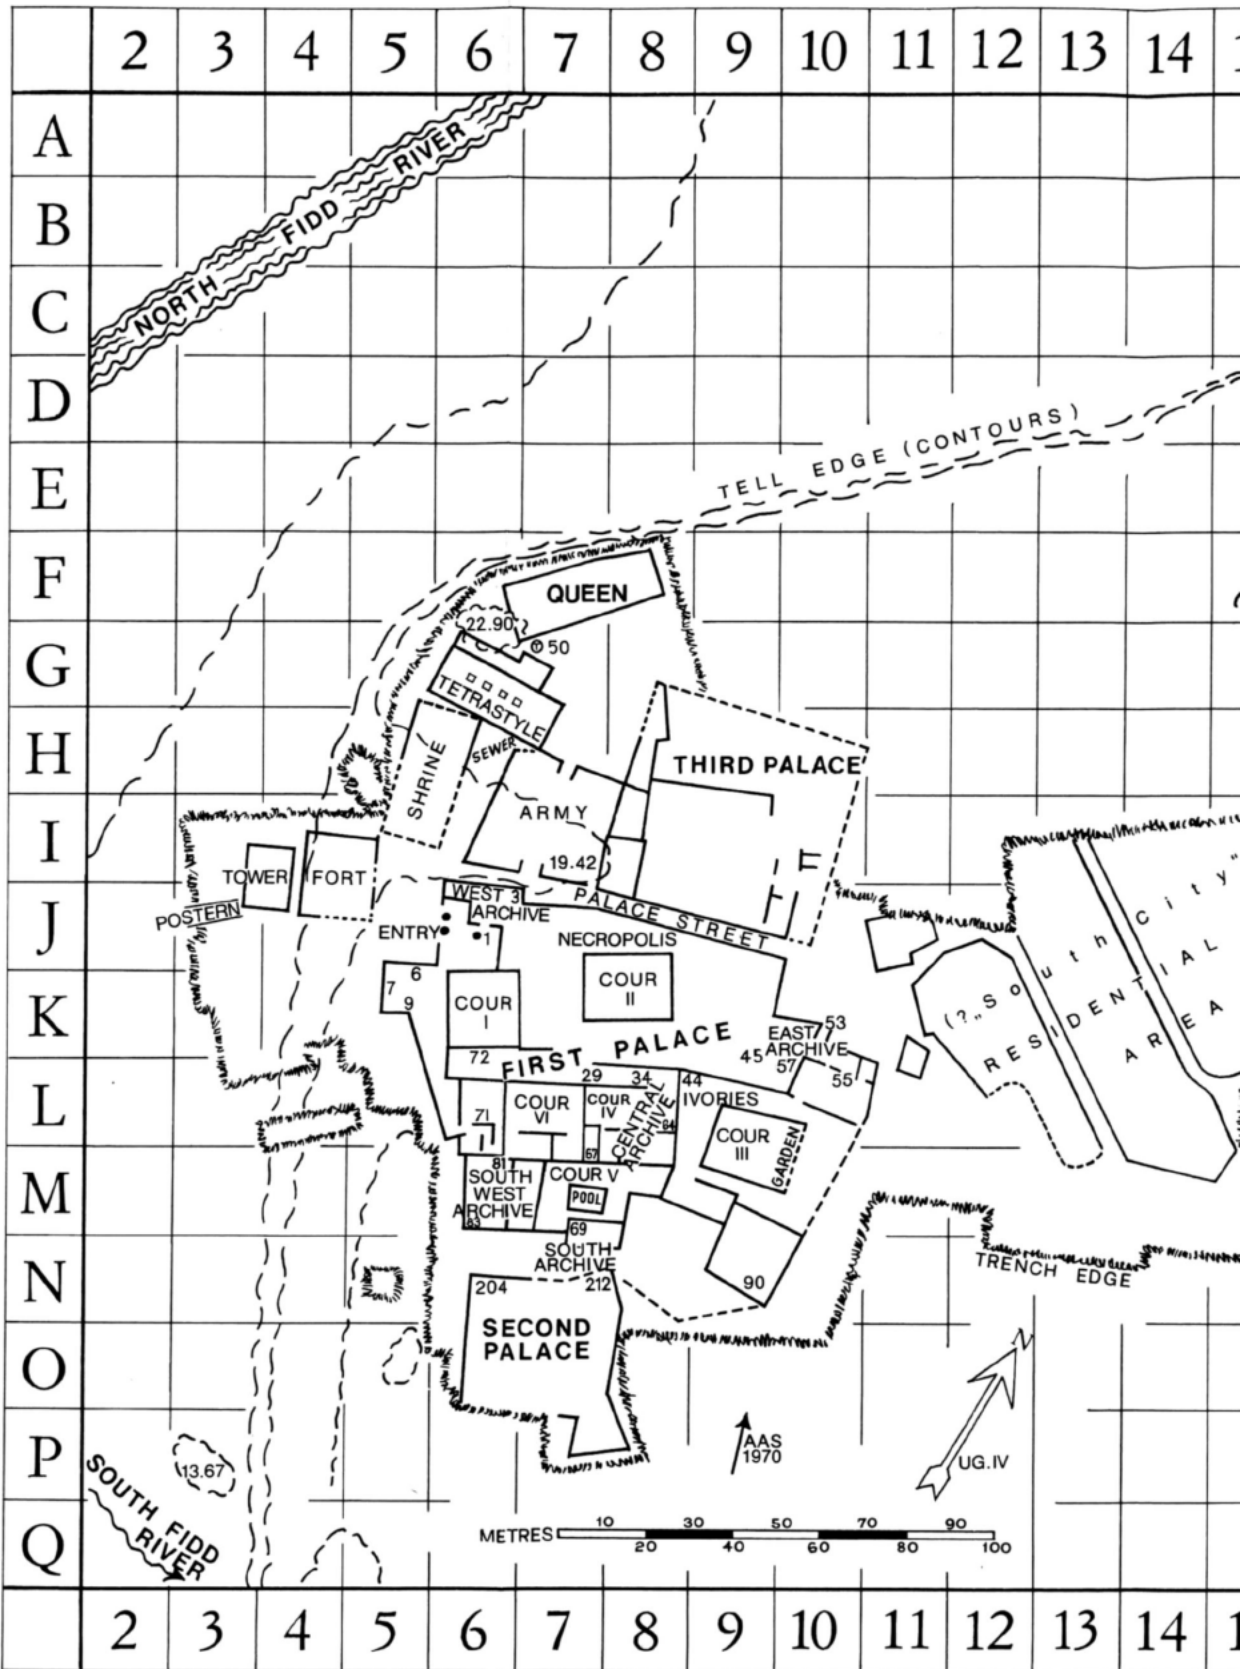 2 3 4 5 6 7 8 9 10 11 12 13 14 1
A
B
C
D
E
F
G
H
I
J
K
L
M
N
O
P
Q
NORTH FIDD RIVER
TELL EDGE (CONTOURS)
QUEEN
22.90
50
TETRASTYLE
SEWER
SHRINE
THIRD PALACE
ARMY
19.42
TOWER
FORT
POSTERN
WEST 3
ARCHIVE
PALACE STREET
ENTRY
1
NECROPOLIS
6
7
9
COUR
I
COUR
II
FIRST PALACE
72
EAST
ARCHIVE
53
45
57
55
(?„South City"
RESIDENTIAL
AREA
29
34
44
IVORIES
71
COUR
VI
COUR
IV
CENTRAL
ARCHIVE
64
67
COUR
III
GARDEN
81
SOUTH
WEST
ARCHIVE
83
COUR V
POOL
69
SOUTH
ARCHIVE
204
212
90
SECOND
PALACE
TRENCH EDGE
N
UG.IV
AAS
1970
13.67
SOUTH FIDD
RIVER
METRES
10 30 50 70 90
20 40 60 80 100
2 3 4 5 6 7 8 9 10 11 12 13 14 1